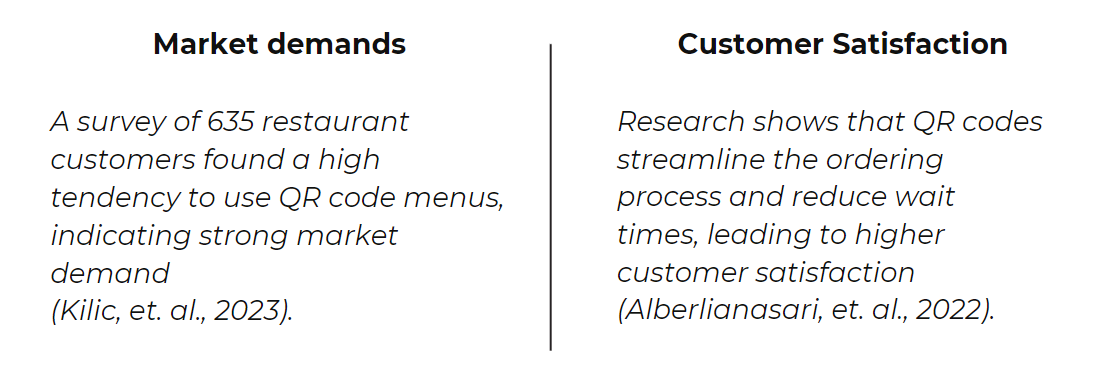 Market demands
A survey of 635 restaurant
customers found a high
tendency to use QR code menus,
indicating strong market
demand
(Kilic, et. al., 2023).
Customer Satisfaction
Research shows that QR codes
streamline the ordering
process and reduce wait
times, leading to higher
customer satisfaction
(Alberlianasari, et. al., 2022).